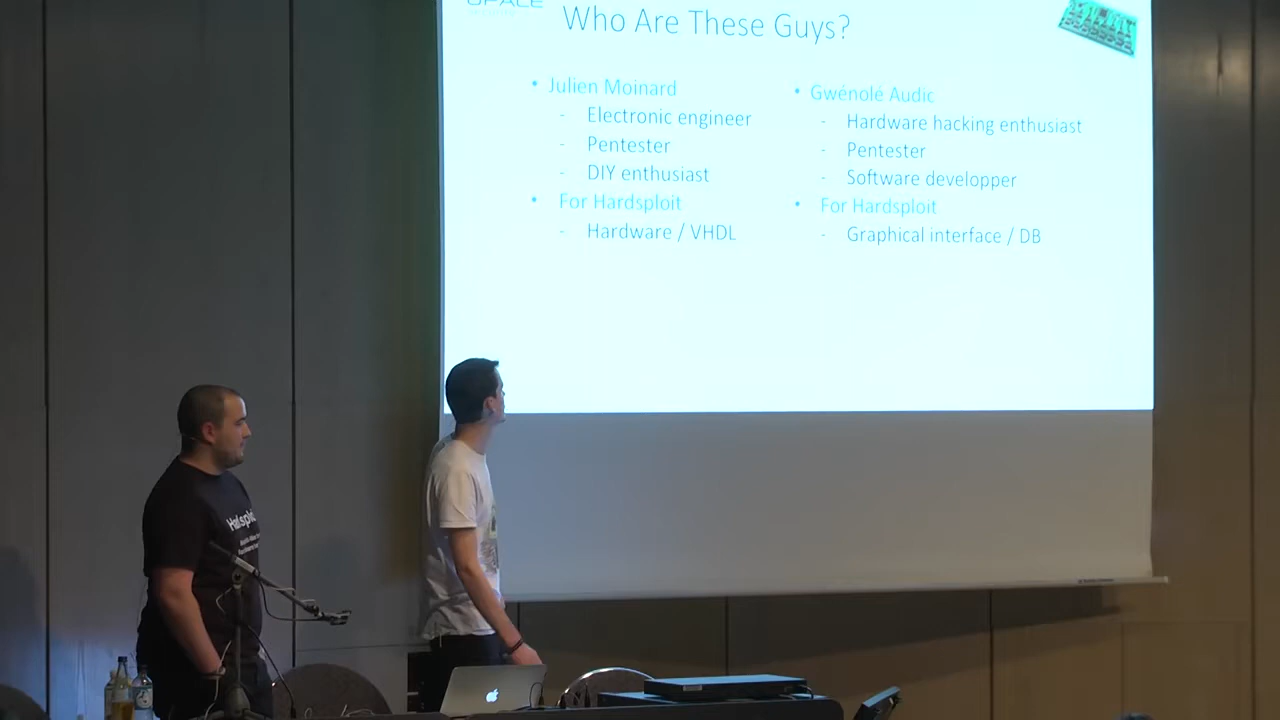 OPALE
Who Are These Guys?
• Julien Moinard
- Electronic engineer
- Pentester
- DIY enthusiast
• For Hardsploit
- Hardware / VHDL
• Gwénolé Audic
- Hardware hacking enthusiast
- Pentester
- Software developper
• For Hardsploit
- Graphical interface / DB